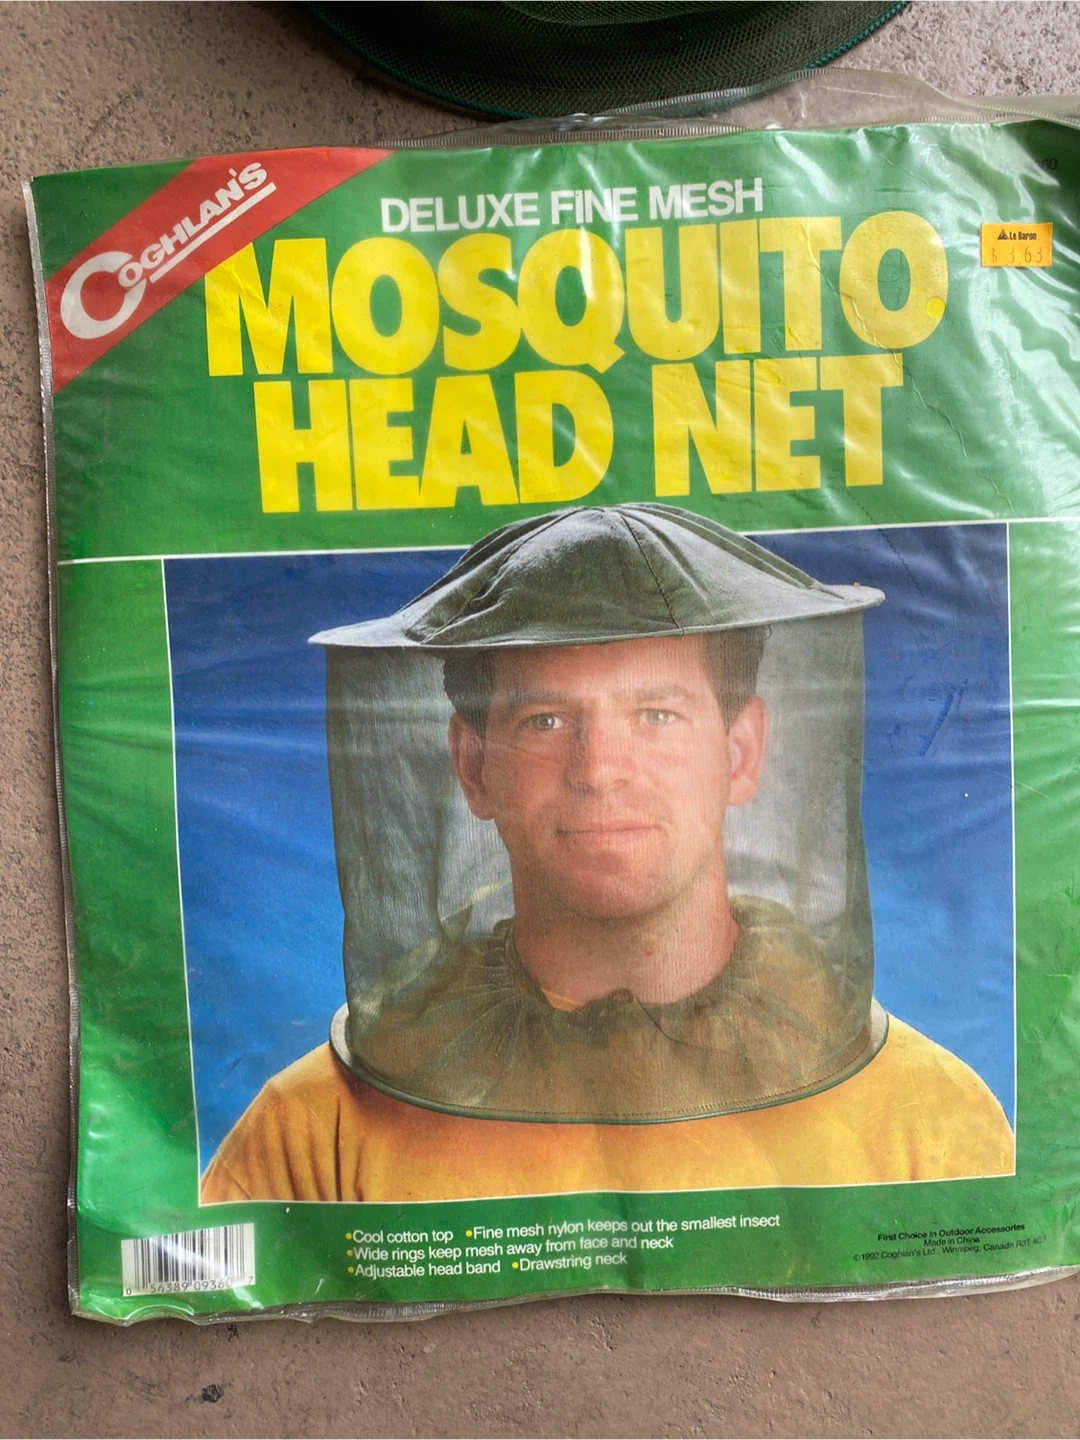 COGHLAN'S
DELUXE FINE MESH
MOSQUITO
HEAD NET
Le Baron
•Cool cotton top •Fine mesh nylon keeps out the smallest insect
•Wide rings keep mesh away from face and neck
•Adjustable head band •Drawstring neck
First Choice In Outdoor Accessories
Made in China
©1992 Coghlan's Ltd., Winnipeg, Canada R3T 4C7